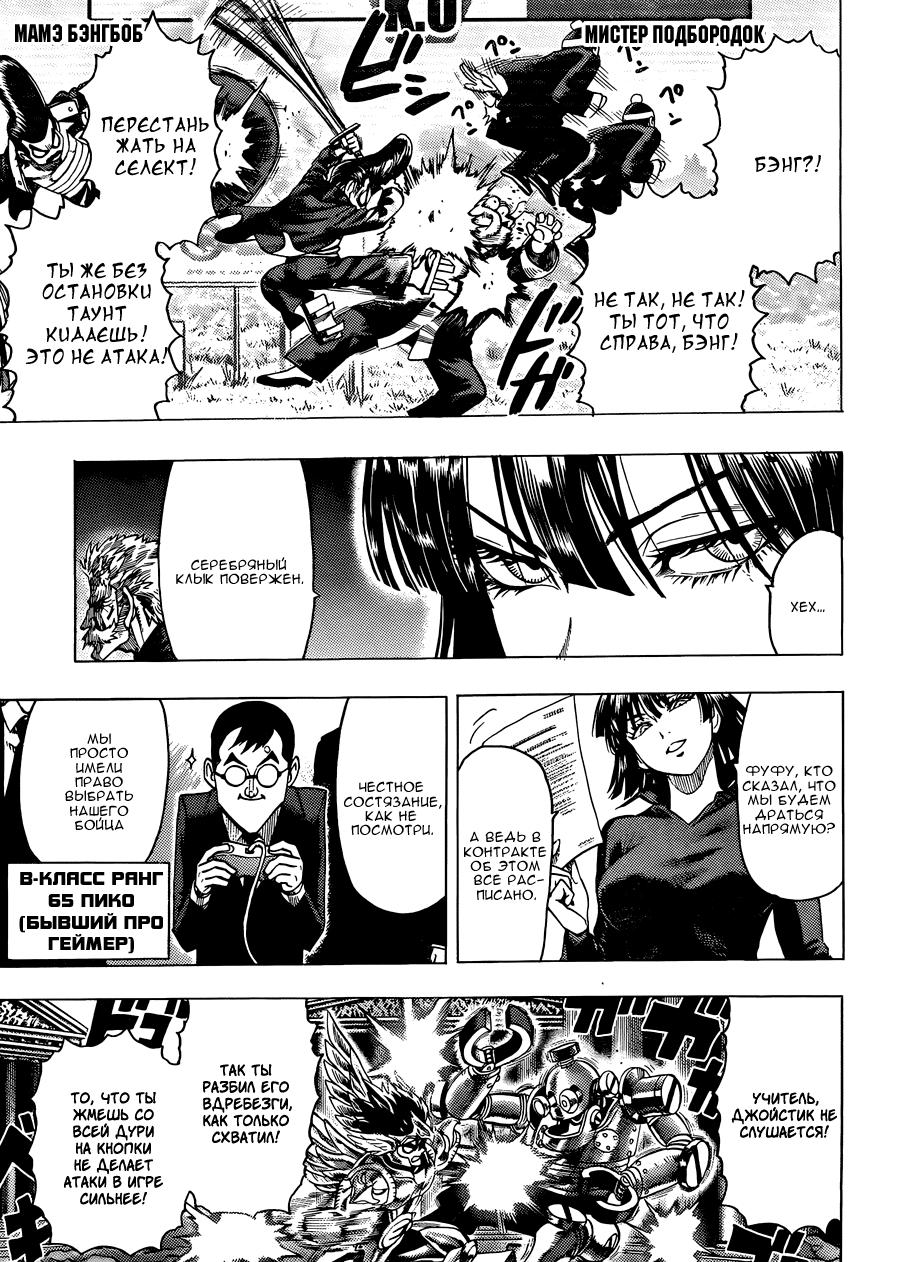 K.O
МАМЭ БЭНГБОБ
МИСТЕР ПОДБОРОДОК
БЭНГ?!
НЕ ТАК, НЕ ТАК!
ТЫ ТОТ, ЧТО
СПРАВА, БЭНГ!
ПЕРЕСТАНЬ
ЖАТЬ НА
СЕЛЕКТ!
ТЫ ЖЕ БЕЗ
ОСТАНОВКИ
ТАУНТ
КИДАЕШЬ!
ЭТО НЕ АТАКА!
ХЕХ...
СЕРЕБРЯНЫЙ
КЛЫК ПОВЕРЖЕН.
ФУФУ, КТО
СКАЗАЛ, ЧТО
МЫ БУДЕМ
ДРАТЬСЯ
НАПРЯМУЮ?
А ВЕДЬ В
КОНТРАКТЕ
ОБ ЭТОМ
ВСЕ РАС-
ПИСАНО.
ЧЕСТНОЕ
СОСТЯЗАНИЕ,
КАК НЕ
ПОСМОТРИ.
МЫ
ПРОСТО
ИМЕЛИ
ПРАВО
ВЫБРАТЬ
НАШЕГО
БОЙЦА
B-КЛАСС РАНГ
65 ПИКО
(БЫВШИЙ ПРО
ГЕЙМЕР)
УЧИТЕЛЬ,
ДЖОЙСТИК НЕ
СЛУШАЕТСЯ!
ТАК ТЫ
РАЗБИЛ ЕГО
ВДРЕБЕЗГИ,
КАК ТОЛЬКО
СХВАТИЛ!
ТО, ЧТО ТЫ
ЖМЕШЬ СО
ВСЕЙ ДУРИ
НА КНОПКИ
НЕ ДЕЛАЕТ
АТАКИ В ИГРЕ
СИЛЬНЕЕ!